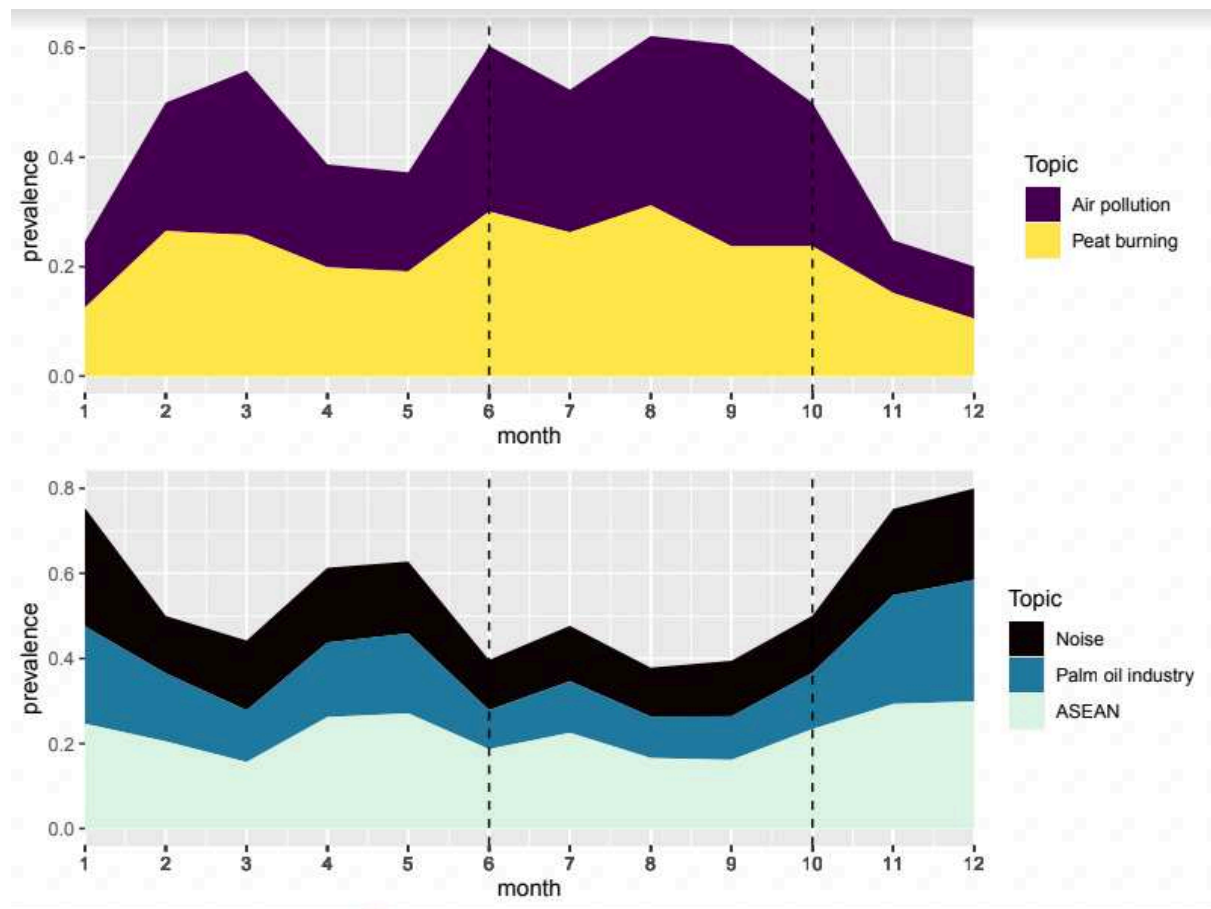 0.6
0.4
0.2
0.0
prevalence
1 2 3 4 5 6 7 8 9 10 11 12
month
Topic
Air pollution
Peat burning
0.8
0.6
0.4
0.2
0.0
prevalence
1 2 3 4 5 6 7 8 9 10 11 12
month
Topic
Noise
Palm oil industry
ASEAN